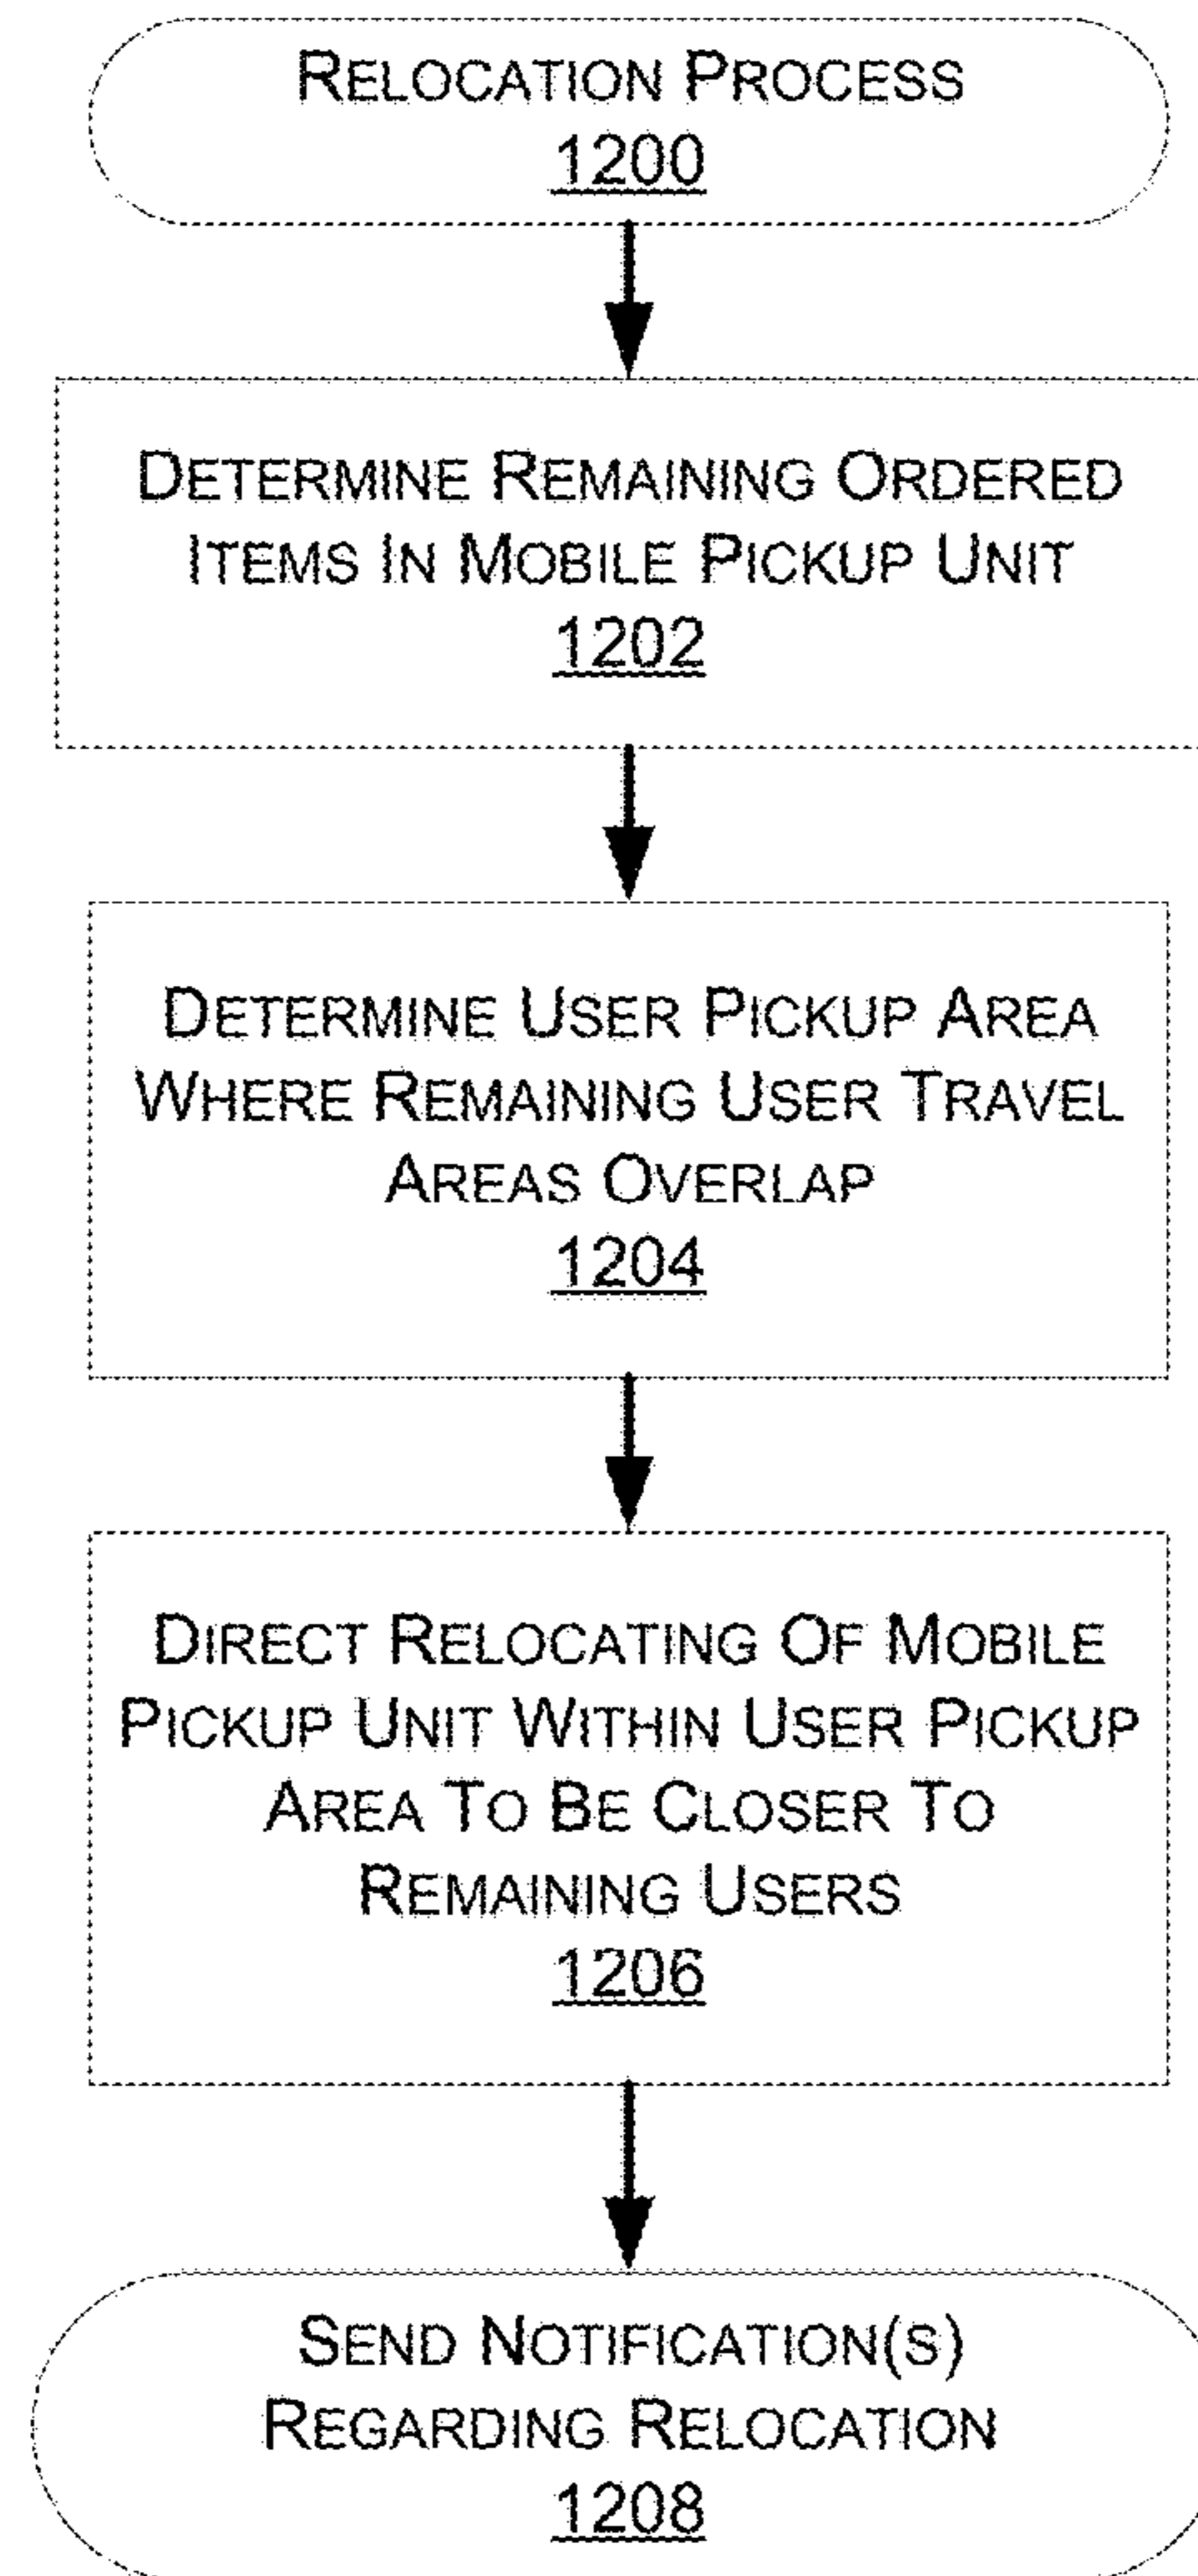 RELOCATION PROCESS
1200
DETERMINE REMAINING ORDERED
ITEMS IN MOBILE PICKUP UNIT
1202
DETERMINE USER PICKUP AREA
WHERE REMAINING USER TRAVEL
AREAS OVERLAP
1204
DIRECT RELOCATING OF MOBILE
PICKUP UNIT WITHIN USER PICKUP
AREA TO BE CLOSER TO
REMAINING USERS
1206
SEND NOTIFICATION(S)
REGARDING RELOCATION
1208